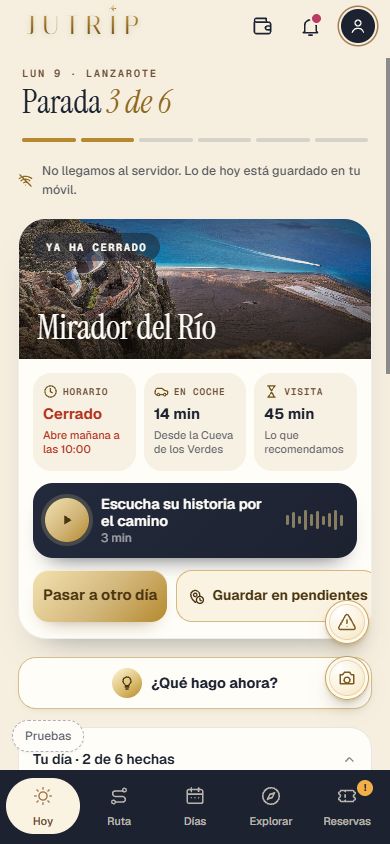 JUTRIP
LUN 9 · LANZAROTE
Parada 3 de 6
No llegamos al servidor. Lo de hoy está guardado en tu
móvil.
YA HA CERRADO
Mirador del Río
HORARIO
Cerrado
Abre mañana a
las 10:00
EN COCHE
14 min
Desde la Cueva
de los Verdes
VISITA
45 min
Lo que
recomendamos
Escucha su historia por
el camino
3 min
Pasar a otro día
Guardar en pendientes
¿Qué hago ahora?
Pruebas
Tu día · 2 de 6 hechas
!
Hoy
Ruta
Días
Explorar
Reservas